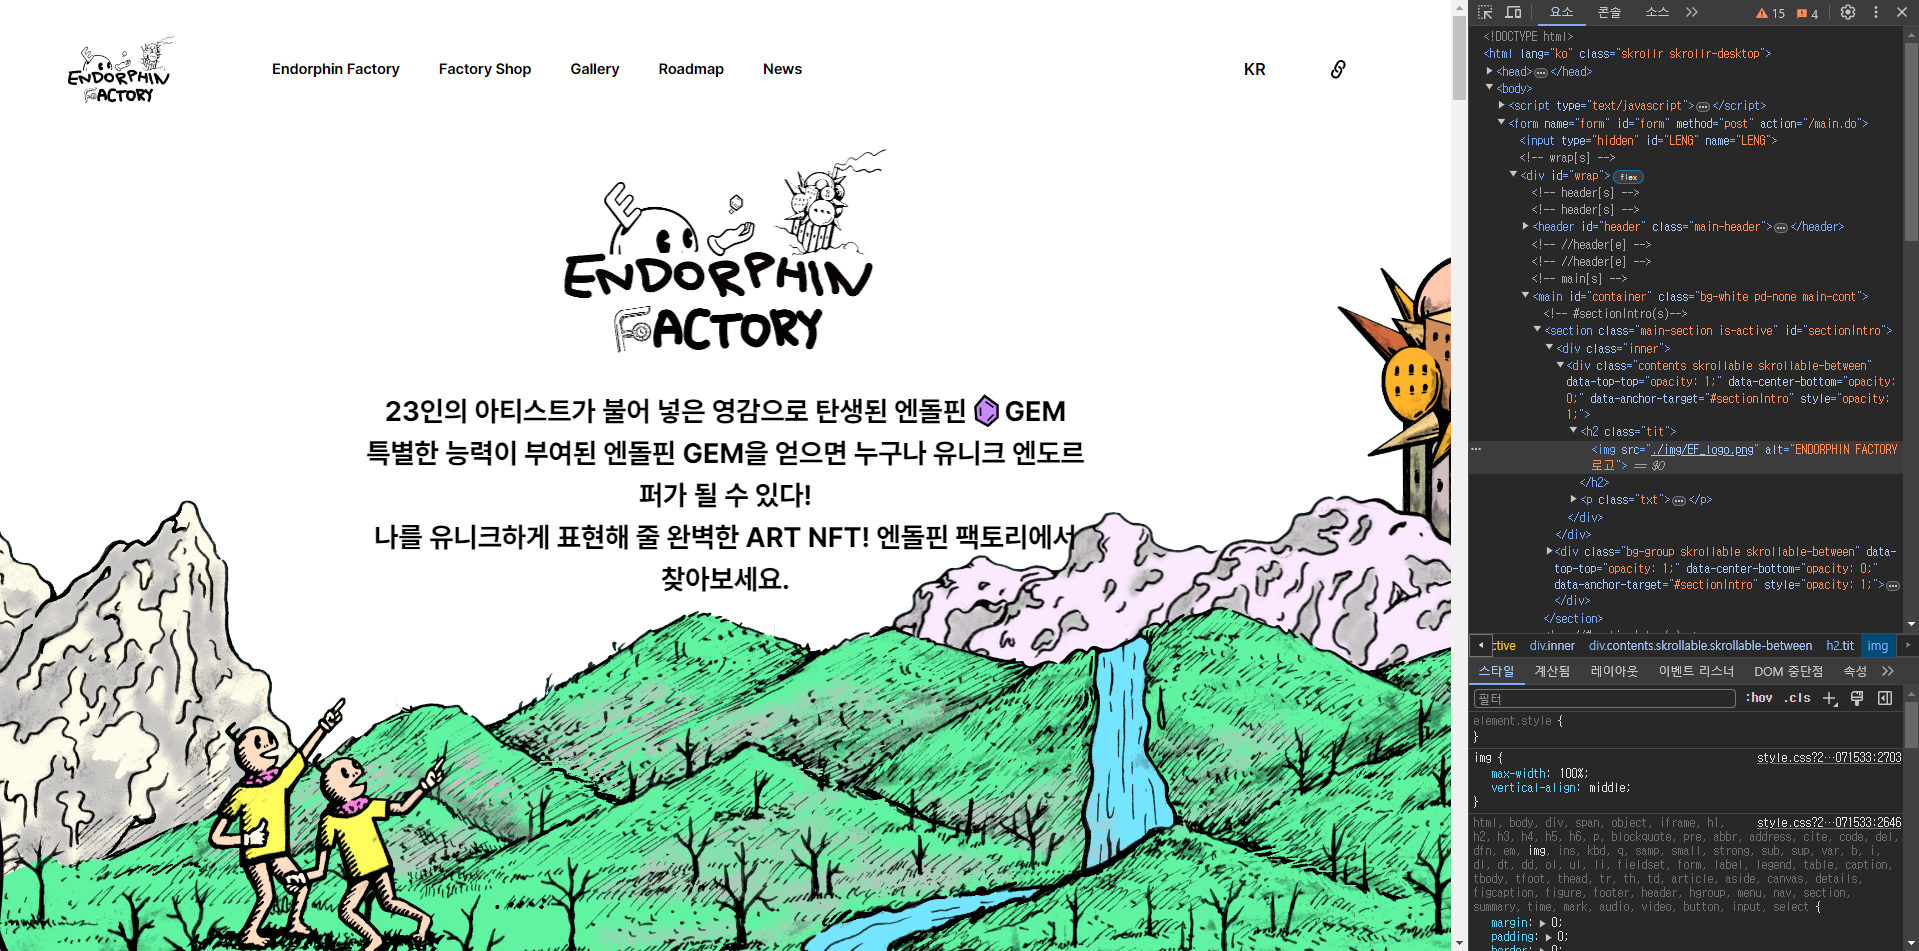 ENDORPHIN
FACTORY
Endorphin Factory
Factory Shop
Gallery
Roadmap
News
KR
ENDORPHIN
FACTORY
23인의 아티스트가 불어 넣은 영감으로 탄생된 엔돌핀 GEM
특별한 능력이 부여된 엔돌핀 GEM을 얻으면 누구나 유니크 엔도르
퍼가 될 수 있다!
나를 유니크하게 표현해 줄 완벽한 ART NFT! 엔돌핀 팩토리에서
찾아보세요.
요소 콘솔 소스 15 4
<!DOCTYPE html>
<html lang="ko" class="skrollr skrollr-desktop">
<head> </head>
<body>
<script type="text/javascript"> </script>
<form name="form" id="form" method="post" action="/main.do">
<input type="hidden" id="LENG" name="LENG">
<!-- wrap[s] -->
<div id="wrap"> flex
<!-- header[s] -->
<!-- header[s] -->
<header id="header" class="main-header"> </header>
<!-- //header[e] -->
<!-- //header[e] -->
<!-- main[s] -->
<main id="container" class="bg-white pd-none main-cont">
<!-- #sectionIntro(s)-->
<section class="main-section is-active" id="sectionIntro">
<div class="inner">
<div class="contents skrollable skrollable-between"
data-top-top="opacity: 1;" data-center-bottom="opacity:
0;" data-anchor-target="#sectionIntro" style="opacity:
1;">
<h2 class="tit">
<img src="./img/EF_logo.png" alt="ENDORPHIN FACTORY
로고"> == $0
</h2>
<p class="txt"> </p>
</div>
</div>
<div class="bg-group skrollable skrollable-between" data-
top-top="opacity: 1;" data-center-bottom="opacity: 0;"
data-anchor-target="#sectionIntro" style="opacity: 1;">
</div>
</section>
ctive div.inner div.contents.skrollable.skrollable-between h2.tit img
스타일 계산됨 레이아웃 이벤트 리스너 DOM 중단점 속성
필터 :hov .cls
element.style {
}
img { style.css?2…071533:2703
max-width: 100%;
vertical-align: middle;
}
html, body, div, span, object, iframe, h1, style.css?2…071533:2646
h2, h3, h4, h5, h6, p, blockquote, pre, abbr, address, cite, code, del,
dfn, em, img, ins, kbd, q, samp, small, strong, sub, sup, var, b, i,
dl, dt, dd, ol, ul, li, fieldset, form, label, legend, table, caption,
tbody, tfoot, thead, tr, th, td, article, aside, canvas, details,
figcaption, figure, footer, header, hgroup, menu, nav, section,
summary, time, mark, audio, video, button, input, select {
margin: 0;
padding: 0;
border: 0;